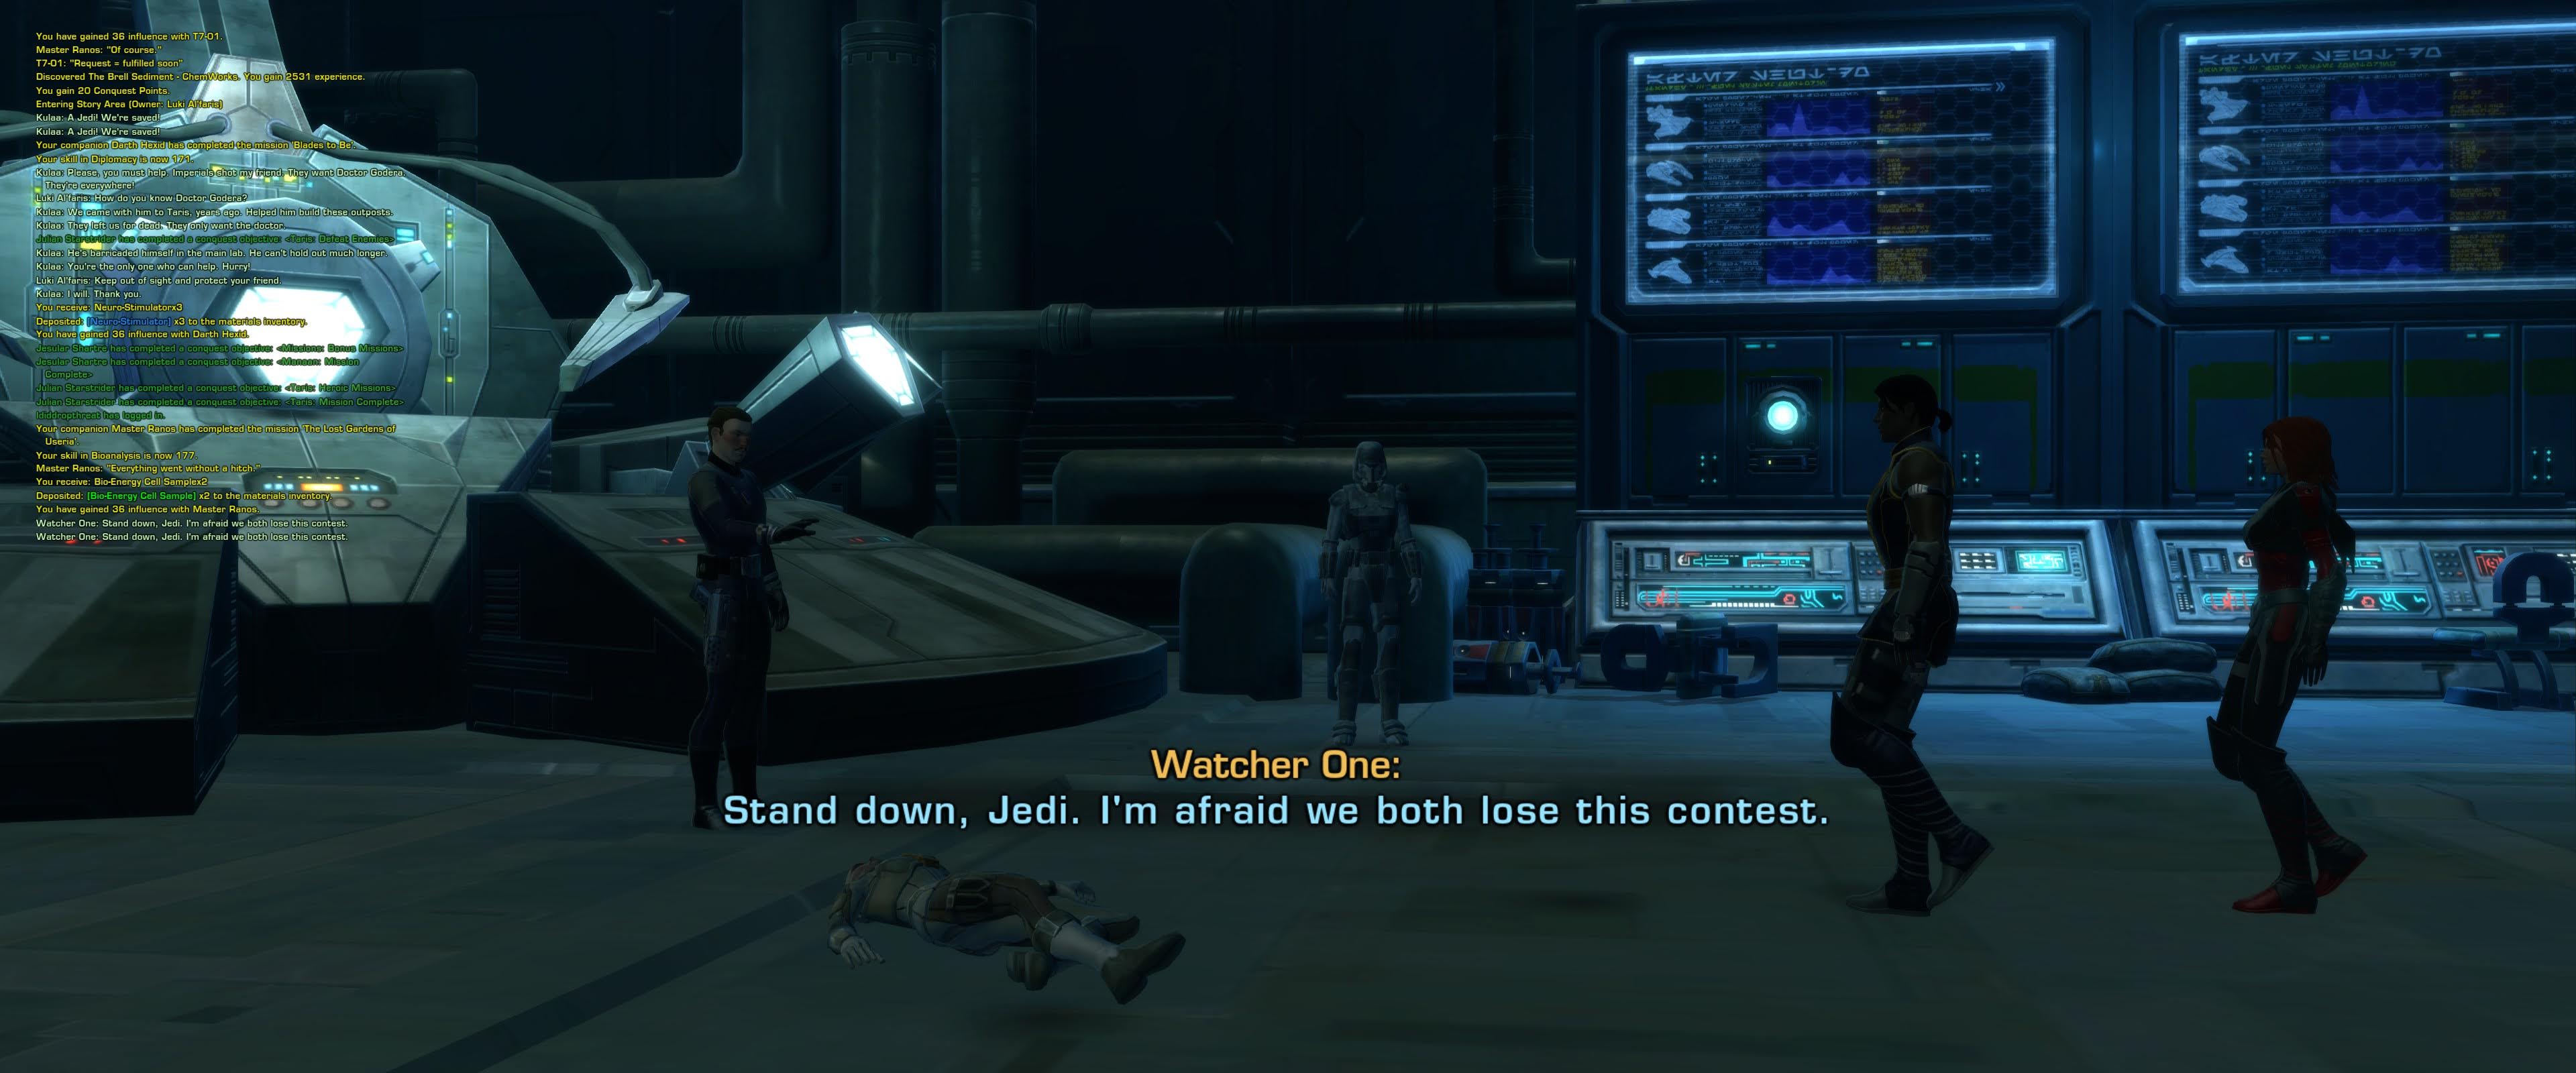 You have gained 36 influence with T7-01.
Master Ranos: "Of course."
T7-01: "Request = fulfilled soon"
Discovered The Brell Sediment - ChemWorks. You gain 2531 experience.
You gain 20 Conquest Points.
Entering Story Area (Owner: Luki Al'faris)
Kulaa: A Jedi! We're saved!
Kulaa: A Jedi! We're saved!
Your companion Darth Hexid has completed the mission 'Blades to Be'.
Your skill in Diplomacy is now 171.
Kulaa: Please, you must help. Imperials shot my friend. They want Doctor Godera.
They're everywhere!
Luki Al'faris: How do you know Doctor Godera?
Kulaa: We came with him to Taris, years ago. Helped him build these outposts.
Kulaa: They left us for dead. They only want the doctor.
Julian Starstrider has completed a conquest objective: <Taris: Defeat Enemies>
Kulaa: He's barricaded himself in the main lab. He can't hold out much longer.
Kulaa: You're the only one who can help. Hurry!
Luki Al'faris: Keep out of sight and protect your friend.
Kulaa: I will. Thank you.
You receive: Neuro-Stimulatorx3
Deposited: [Neuro-Stimulator] x3 to the materials inventory.
You have gained 36 influence with Darth Hexid.
Jesular Shartre has completed a conquest objective: <Missions: Bonus Missions>
Jesular Shartre has completed a conquest objective: <Manaan: Mission
Complete>
Julian Starstrider has completed a conquest objective: <Taris: Heroic Missions>
Julian Starstrider has completed a conquest objective: <Taris: Mission Complete>
Ididdropthreat has logged in.
Your companion Master Ranos has completed the mission 'The Lost Gardens of
Useria'.
Your skill in Bioanalysis is now 177.
Master Ranos: "Everything went without a hitch."
You receive: Bio-Energy Cell Samplex2
Deposited: [Bio-Energy Cell Sample] x2 to the materials inventory.
You have gained 36 influence with Master Ranos.
Watcher One: Stand down, Jedi. I'm afraid we both lose this contest.
Watcher One: Stand down, Jedi. I'm afraid we both lose this contest.
Watcher One:
Stand down, Jedi. I'm afraid we both lose this contest.